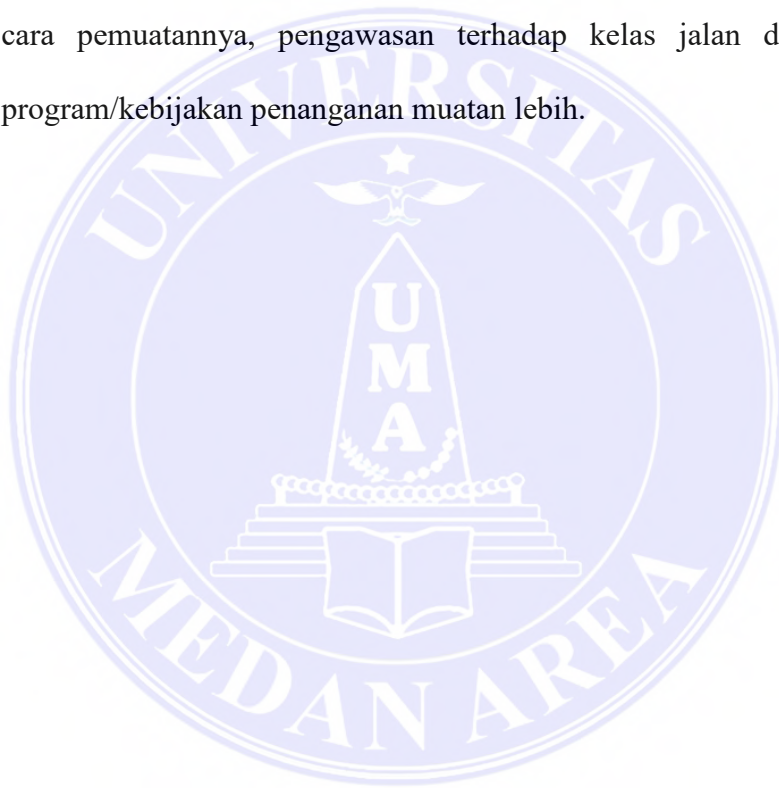 cara pemuatannya, pengawasan terhadap kelas jalan d
program/kebijakan penanganan muatan lebih.
UNIVERSITAS
UMA
MEDAN AREA